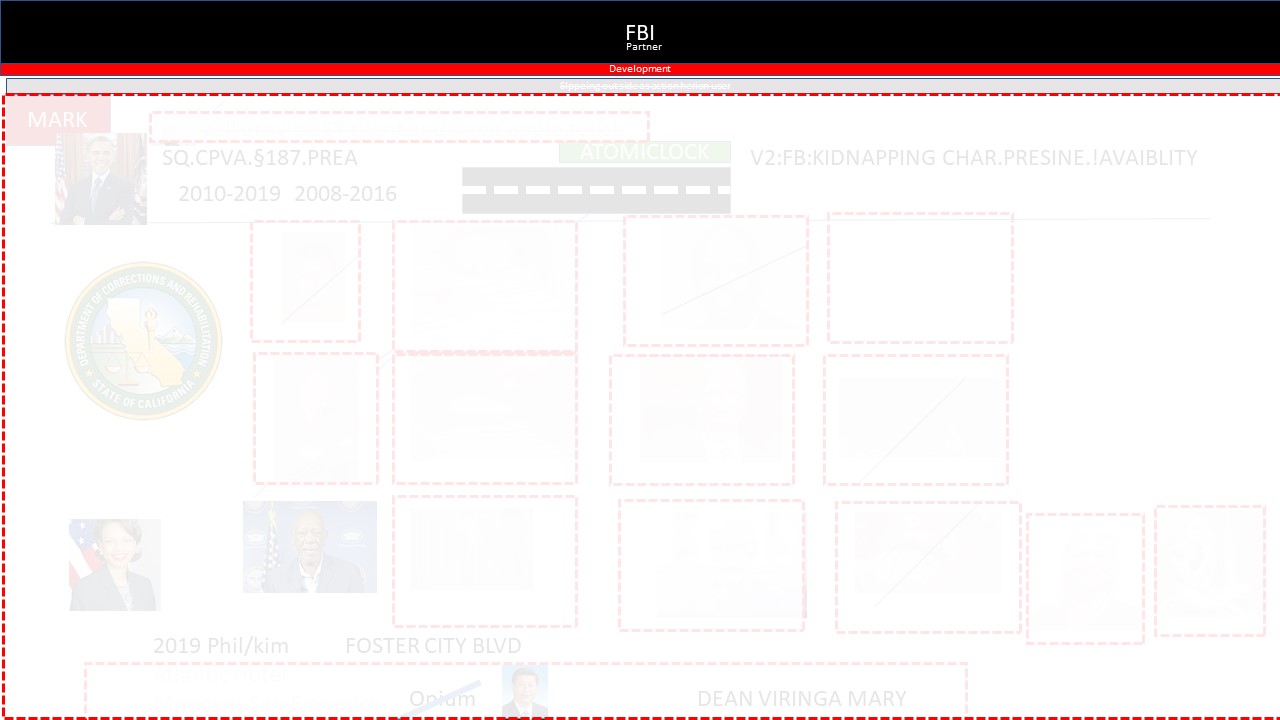 FBI
Partner
Development
MARK
SQ.CPVA.§187.PREA
ATOMICLOCK
V2:FB:KIDNAPPING CHAR.PRESINE.!AVAIBLITY
2010-2019 2008-2016
DEPARTMENT OF CORRECTIONS AND REHABILITATION
STATE OF CALIFORNIA
2019 Phil/kim
FOSTER CITY BLVD
Atlantic Hotel
Opium
DEAN VIRINGA MARY